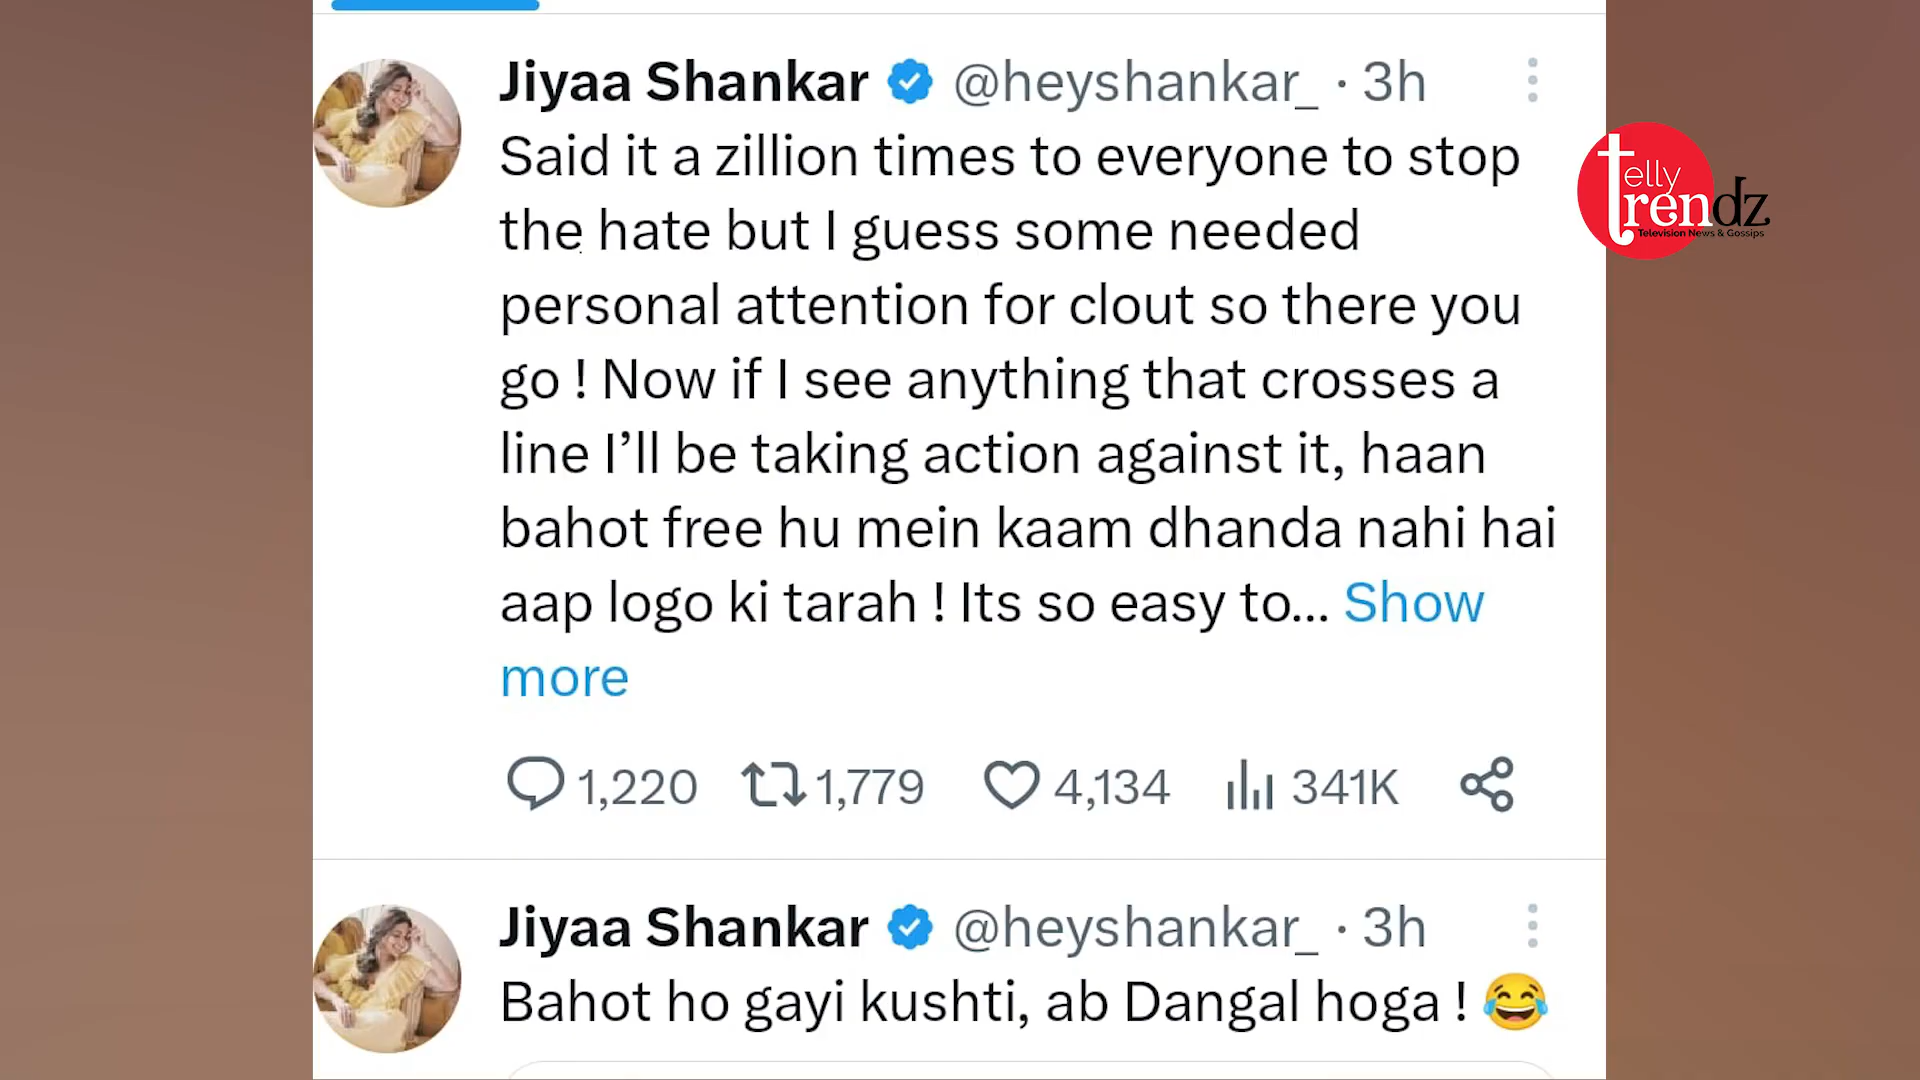 Jiyaa Shankar @heyshankar_ · 3h
Said it a zillion times to everyone to stop
the hate but I guess some needed
personal attention for clout so there you
go ! Now if I see anything that crosses a
line I’ll be taking action against it, haan
bahot free hu mein kaam dhanda nahi hai
aap logo ki tarah ! Its so easy to... Show
more
1,220 1,779 4,134 341K
telly
trendz
Television News & Gossips
Jiyaa Shankar @heyshankar_ · 3h
Bahot ho gayi kushti, ab Dangal hoga ! 😂